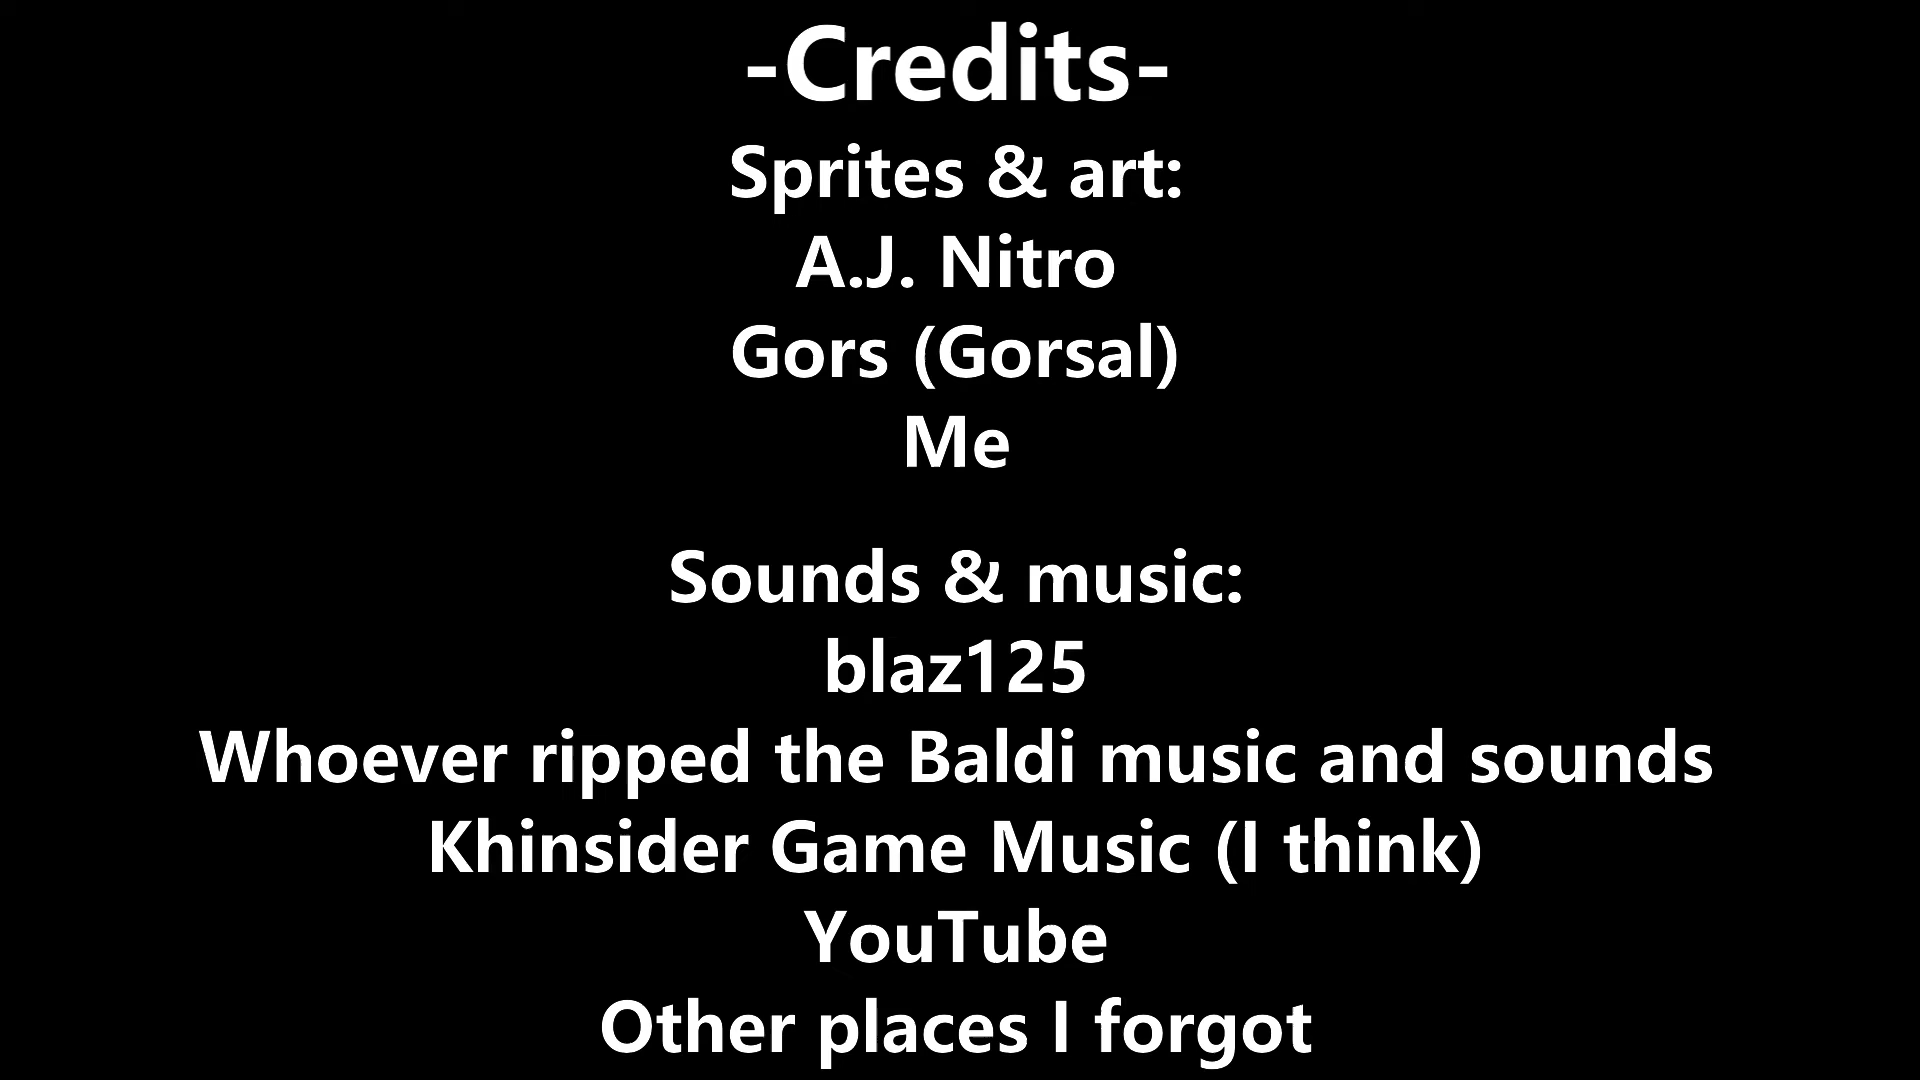 -Credits-
Sprites & art:
A.J. Nitro
Gors (Gorsal)
Me
Sounds & music:
blaz125
Whoever ripped the Baldi music and sounds
Khinsider Game Music (I think)
YouTube
Other places I forgot